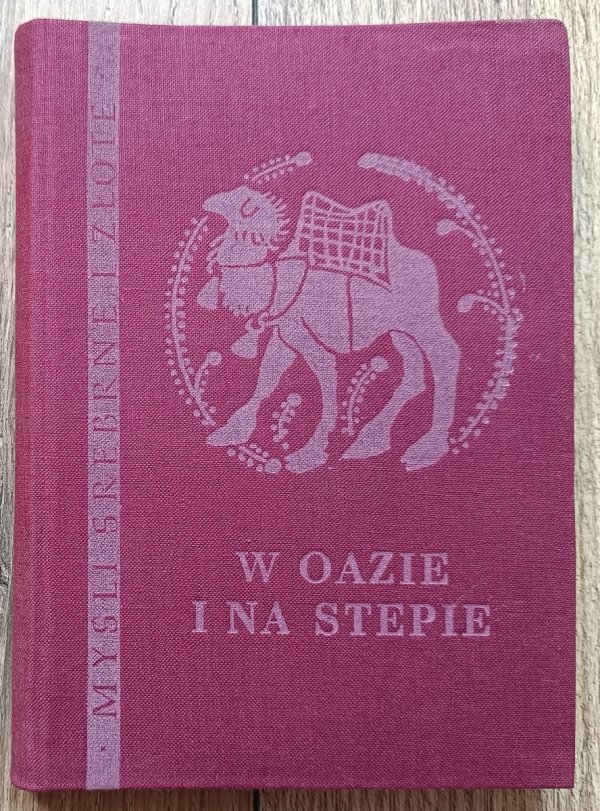 · MYŚLI SREBRNE I ZŁOTE ·
W OAZIE
I NA STEPIE